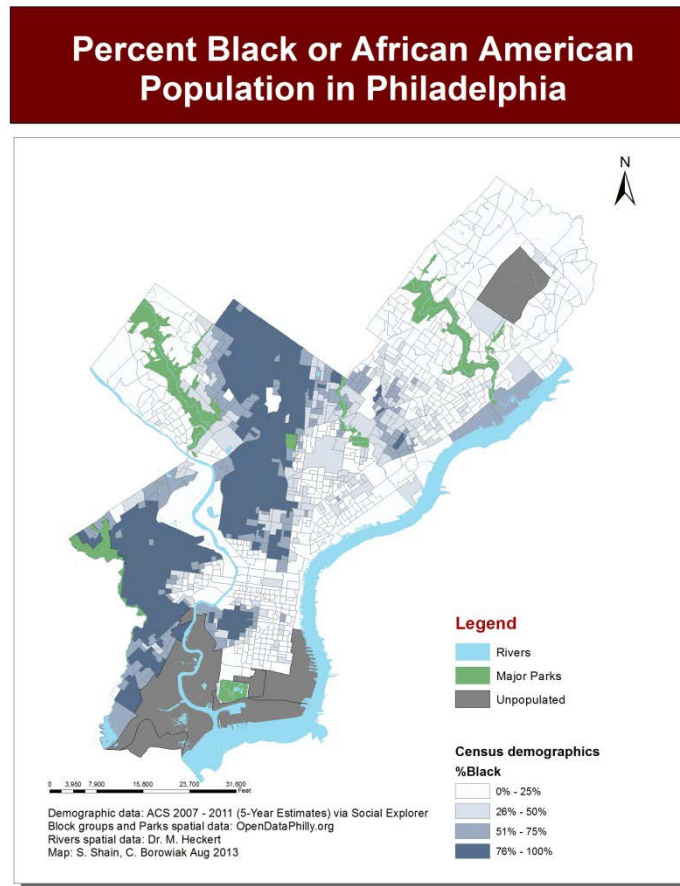 Percent Black or African American
Population in Philadelphia
N
Legend
Rivers
Major Parks
Unpopulated
Census demographics
%Black
0% - 25%
26% - 50%
51% - 75%
76% - 100%
0 3,950 7,900 15,800 23,700 31,600
Feet
Demographic data: ACS 2007 - 2011 (5-Year Estimates) via Social Explorer
Block groups and Parks spatial data: OpenDataPhilly.org
Rivers spatial data: Dr. M. Heckert
Map: S. Shain, C. Borowiak Aug 2013